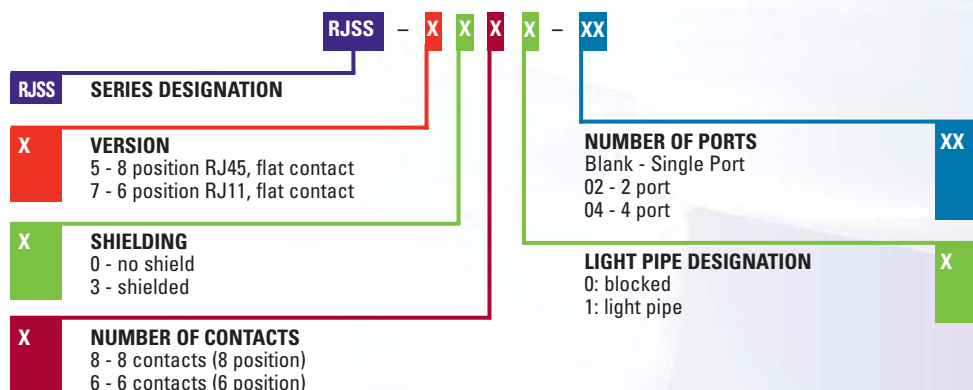 RJSS – X X X X – XX
RJSS SERIES DESIGNATION
X VERSION
5 - 8 position RJ45, flat contact
7 - 6 position RJ11, flat contact
X SHIELDING
0 - no shield
3 - shielded
X NUMBER OF CONTACTS
8 - 8 contacts (8 position)
6 - 6 contacts (6 position)
NUMBER OF PORTS XX
Blank - Single Port
02 - 2 port
04 - 4 port
LIGHT PIPE DESIGNATION X
0: blocked
1: light pipe